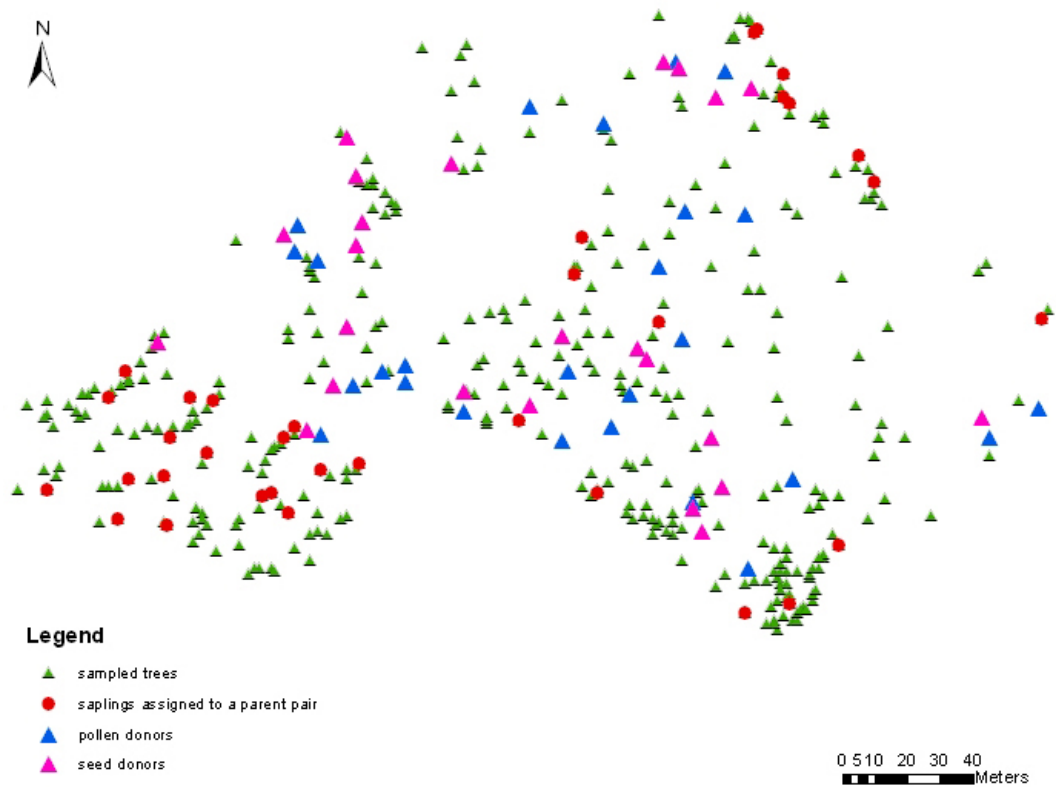 N
Legend
sampled trees
saplings assigned to a parent pair
pollen donors
seed donors
0 5 10 20 30 40
Meters